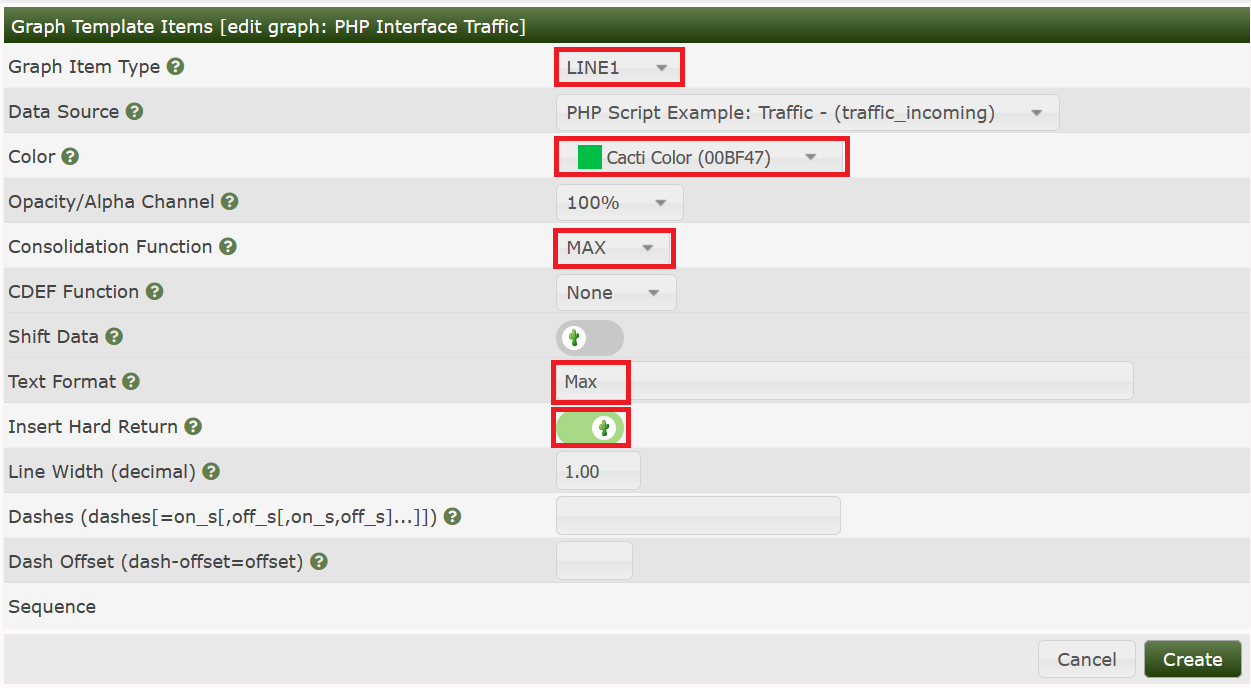 Graph Template Items [edit graph: PHP Interface Traffic]
Graph Item Type LINE1
Data Source PHP Script Example: Traffic - (traffic_incoming)
Color Cacti Color (00BF47)
Opacity/Alpha Channel 100%
Consolidation Function MAX
CDEF Function None
Shift Data
Text Format Max
Insert Hard Return
Line Width (decimal) 1.00
Dashes (dashes[=on_s[,off_s[,on_s,off_s]...]])
Dash Offset (dash-offset=offset)
Sequence
Cancel Create